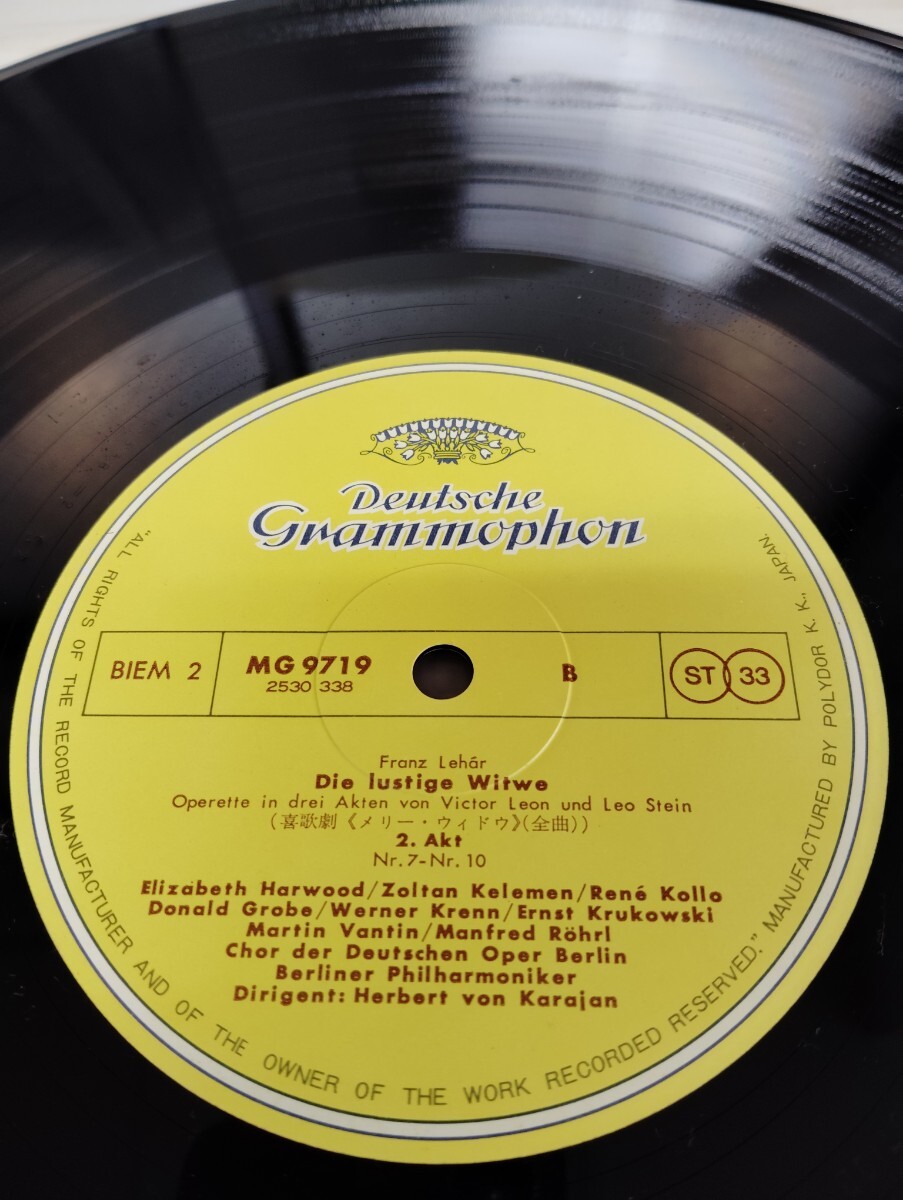 Deutsche
Grammophon
BIEM 2
MG 9719
2530 338
B
ST 33
Franz Lehár
Die lustige Witwe
Operette in drei Akten von Victor Leon und Leo Stein
(喜歌劇《メリー・ウィドウ》(全曲))
2. Akt
Nr. 7-Nr. 10
Elizabeth Harwood/Zoltan Kelemen/René Kollo
Donald Grobe/Werner Krenn/Ernst Krukowski
Martin Vantin/Manfred Röhrl
Chor der Deutschen Oper Berlin
Berliner Philharmoniker
Dirigent: Herbert von Karajan
"ALL RIGHTS OF THE RECORD MANUFACTURER AND OF THE OWNER OF THE WORK RECORDED RESERVED." MANUFACTURED BY POLYDOR K. K., JAPAN.